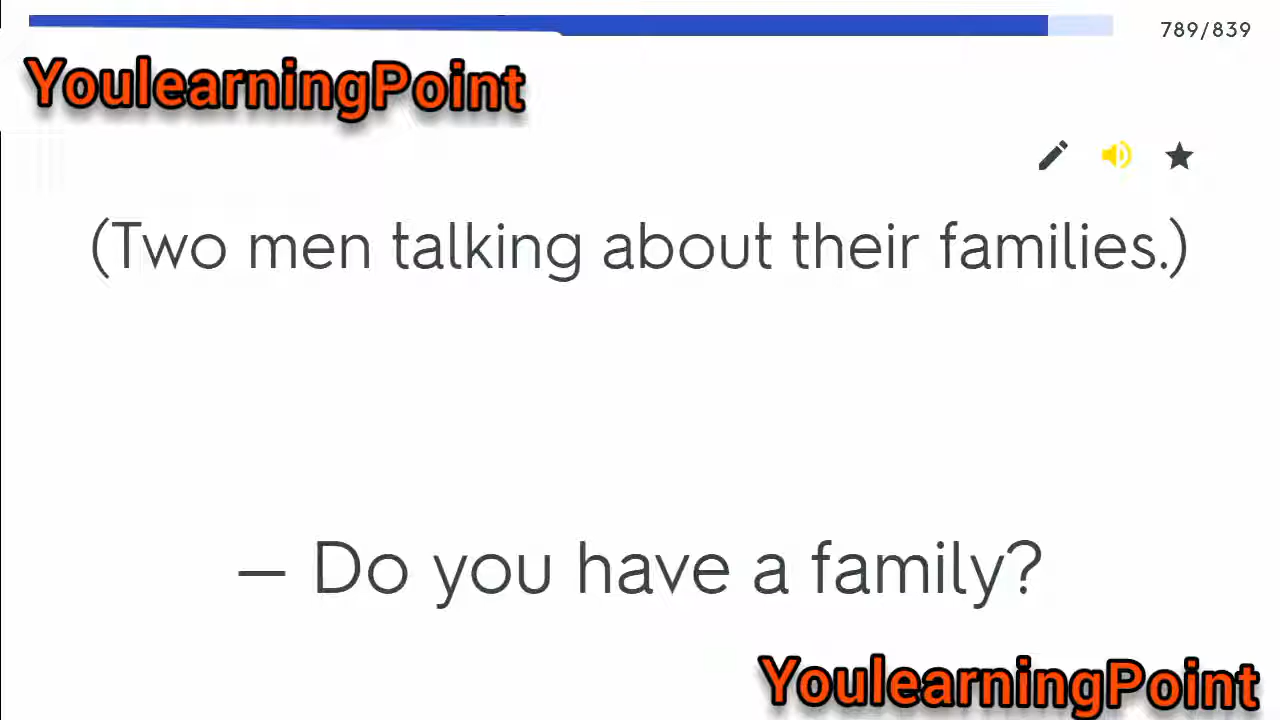 789/839
YoulearningPoint
(Two men talking about their families.)
– Do you have a family?
YoulearningPoint